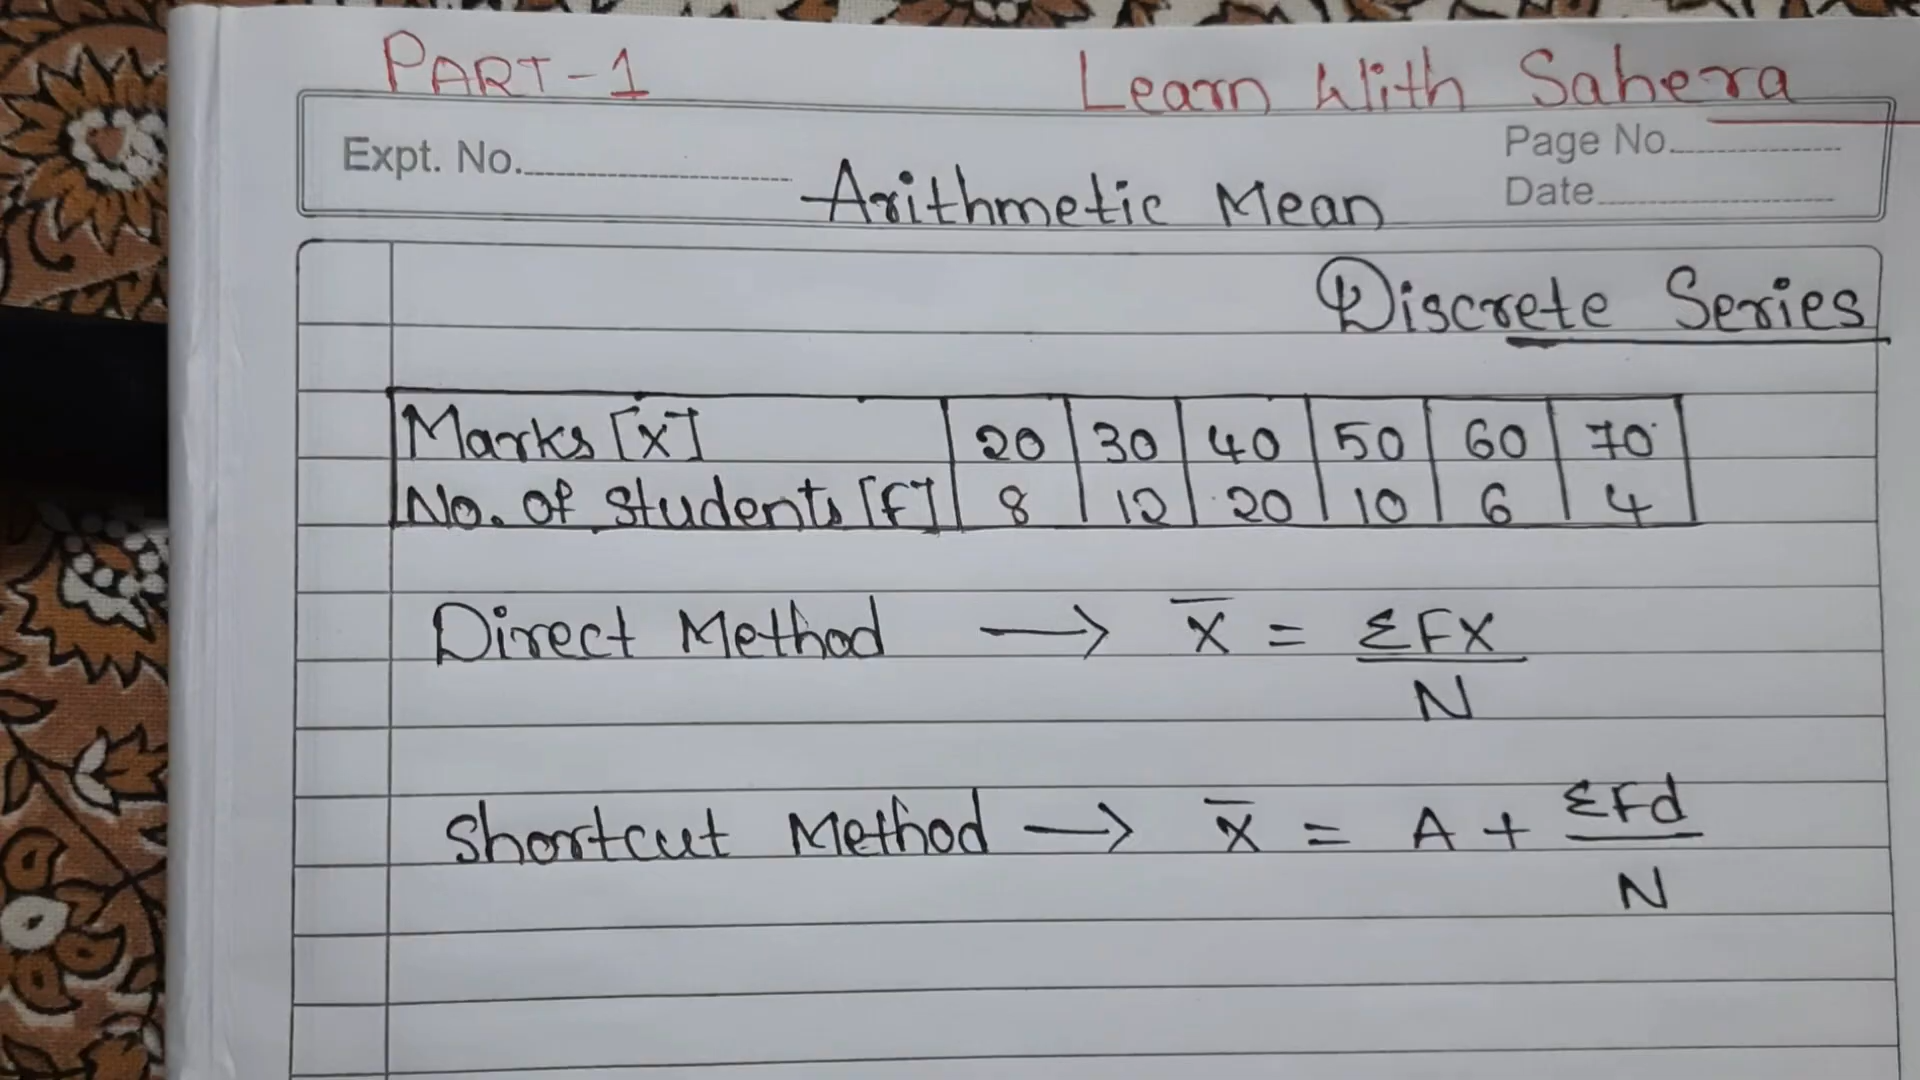 PART-1 Learn With Sahera
Expt. No. Page No.
Arithmetic Mean Date
Discrete Series
Marks [X] 20 30 40 50 60 70
No. of students [F] 8 12 20 10 6 4
Direct Method → X̅ = ΣFX
N
Shortcut Method → X̅ = A + ΣFd
N